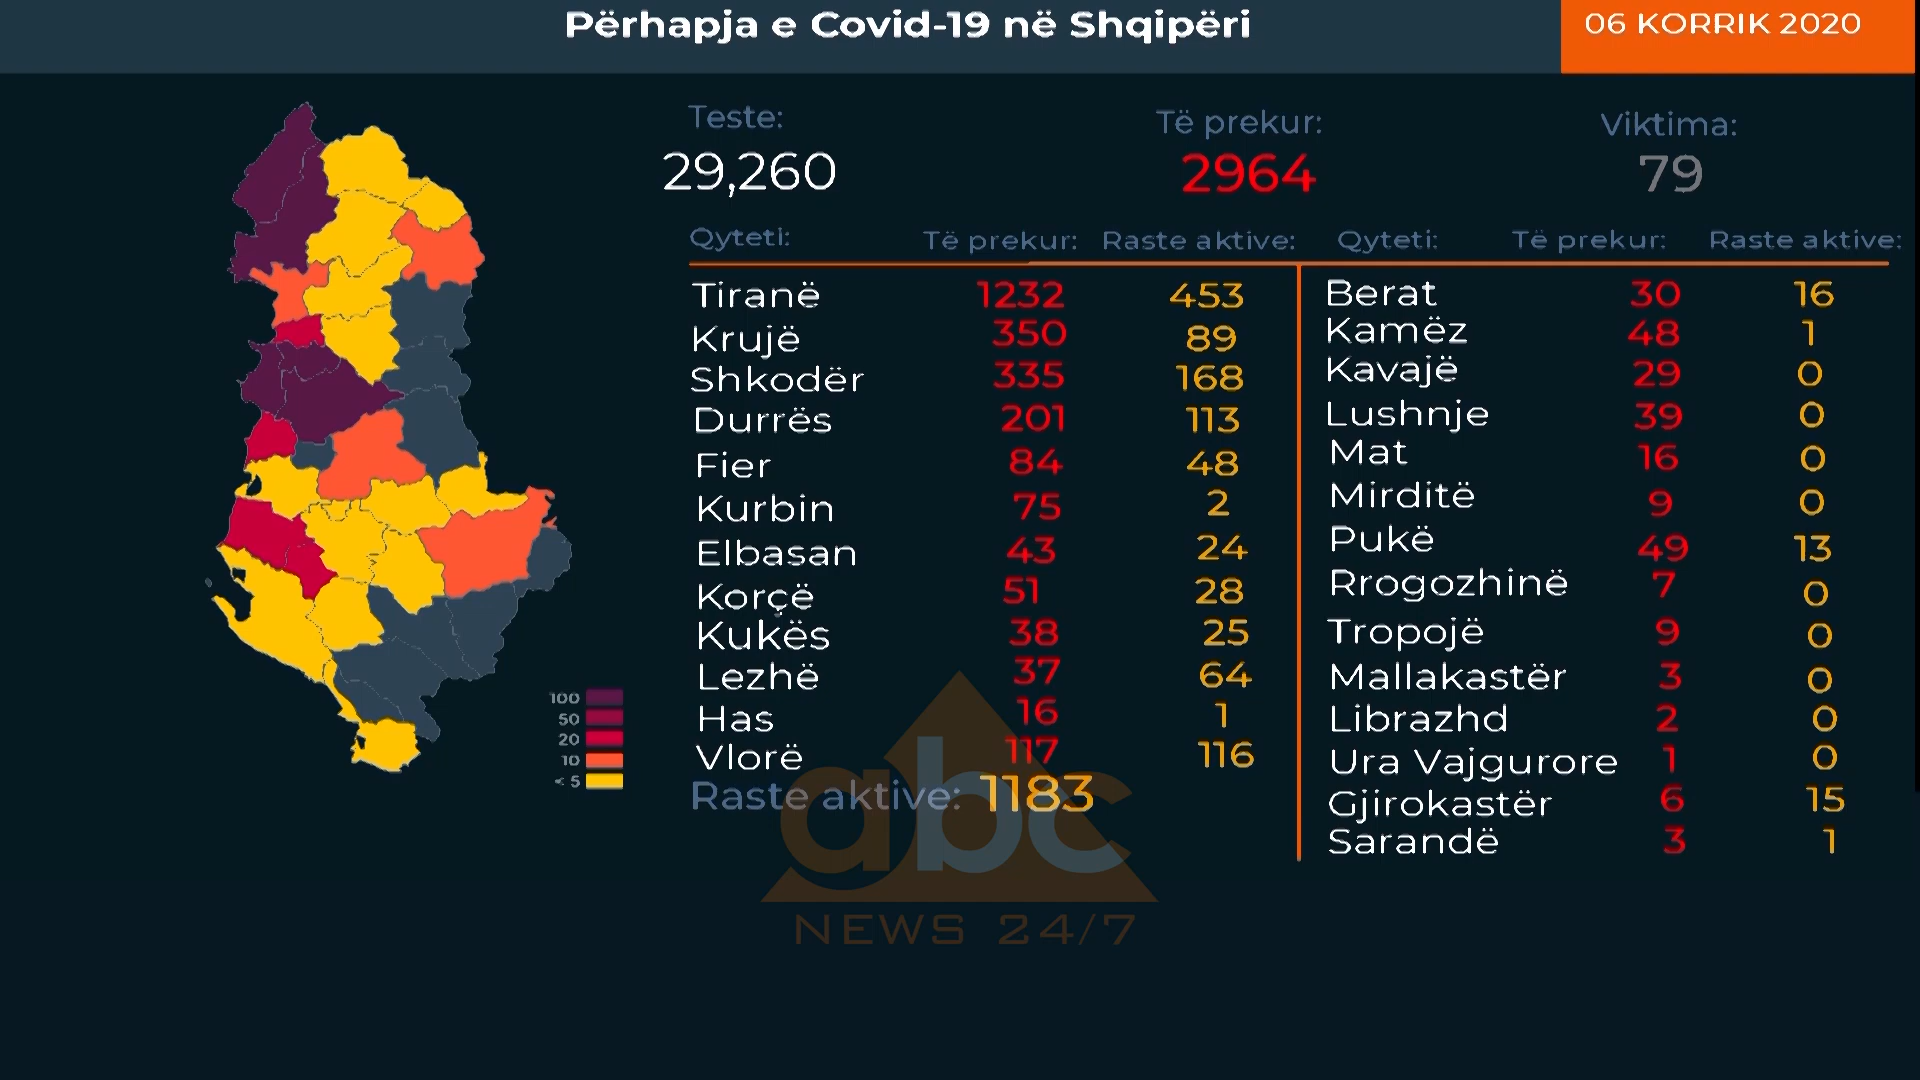 Përhapja e Covid-19 në Shqipëri
06 KORRIK 2020
Teste: Të prekur: Viktima:
29,260 2964 79
Qyteti: Të prekur: Raste aktive: Qyteti: Të prekur: Raste aktive:
Tiranë 1232 453
Krujë 350 89
Shkodër 335 168
Durrës 201 113
Fier 84 48
Kurbin 75 2
Elbasan 43 24
Korçë 51 28
Kukës 38 25
Lezhë 37 64
Has 16 1
Vlorë 117 116
Raste aktive: 1183
Berat 30 16
Kamëz 48 1
Kavajë 29 0
Lushnje 39 0
Mat 16 0
Mirditë 9 0
Pukë 49 13
Rrogozhinë 7 0
Tropojë 9 0
Mallakastër 3 0
Librazhd 2 0
Ura Vajgurore 1 0
Gjirokastër 6 15
Sarandë 3 1
100
50
20
10
< 5
abc
NEWS 24/7